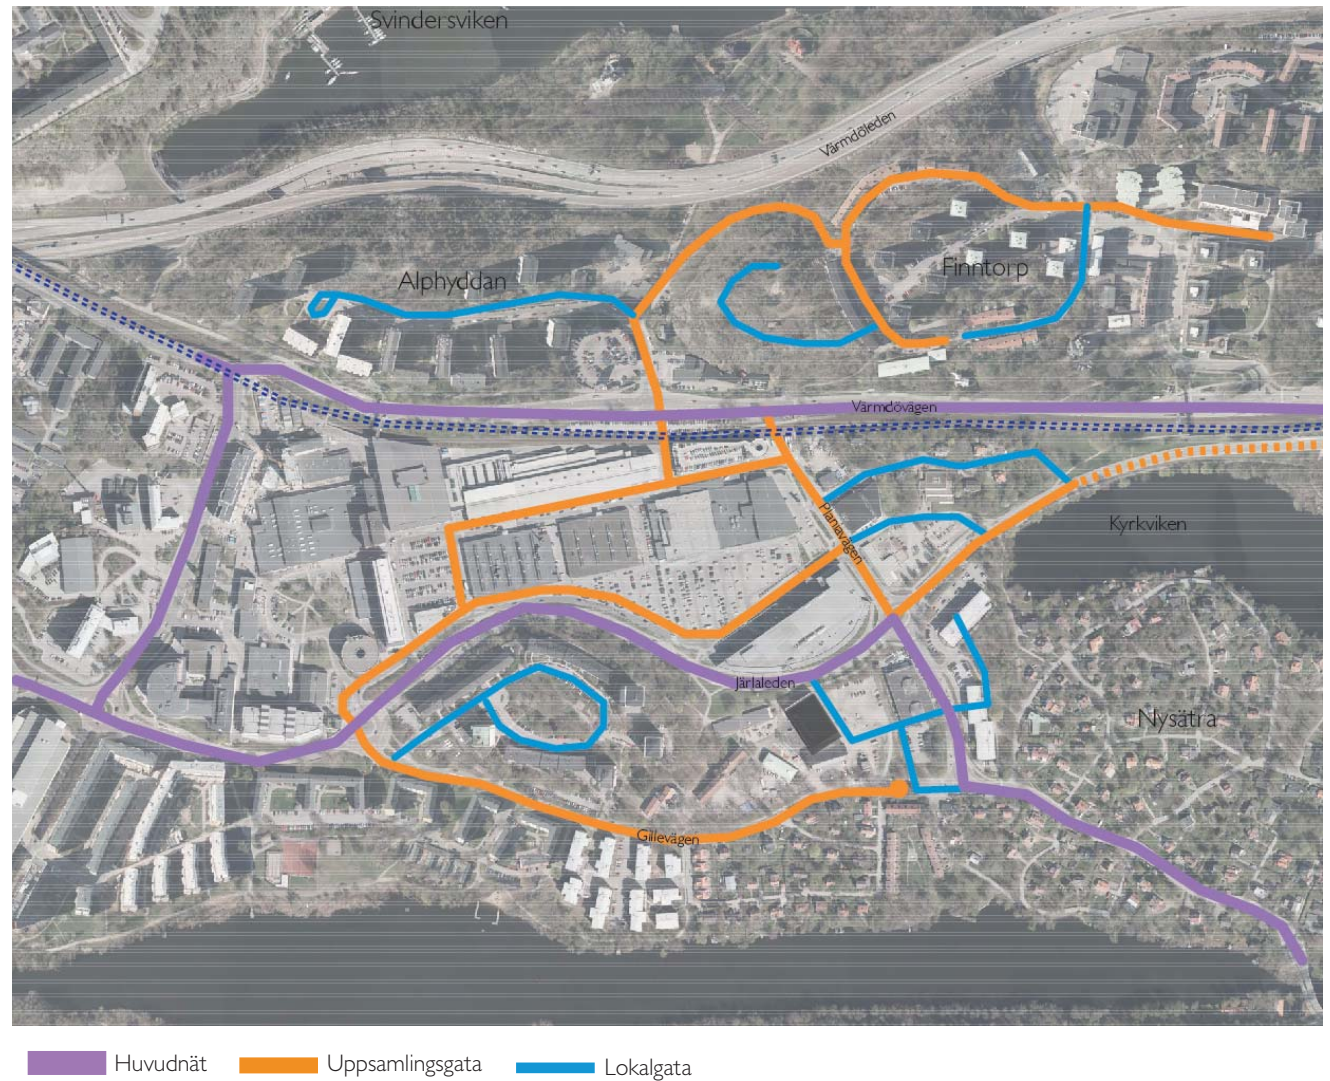 Svindersviken
Värmdöleden
Alphyddan
Finntorp
Värmdövägen
Planiavägen
Kyrkviken
Järlaleden
Nysätra
Gillevägen
Huvudnät
Uppsamlingsgata
Lokalgata